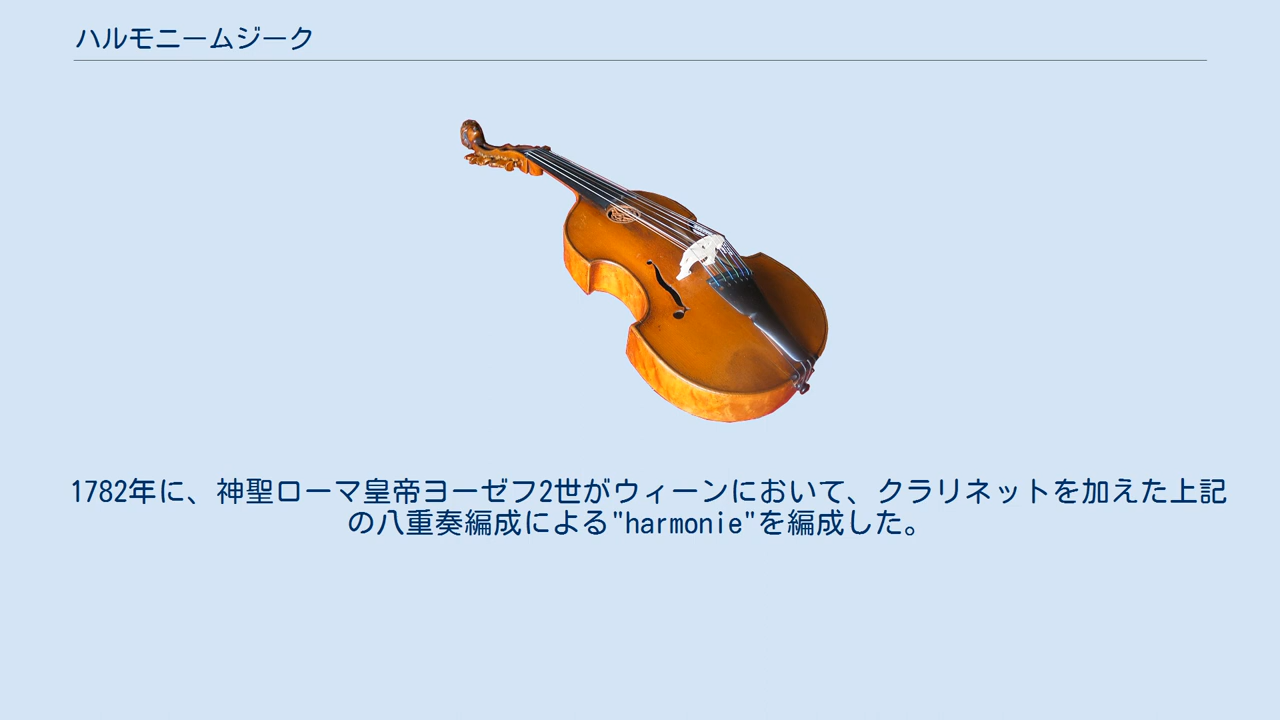 ハルモニームジーク
1782年に、神聖ローマ皇帝ヨーゼフ2世がウィーンにおいて、クラリネットを加えた上記
の八重奏編成による"harmonie"を編成した。